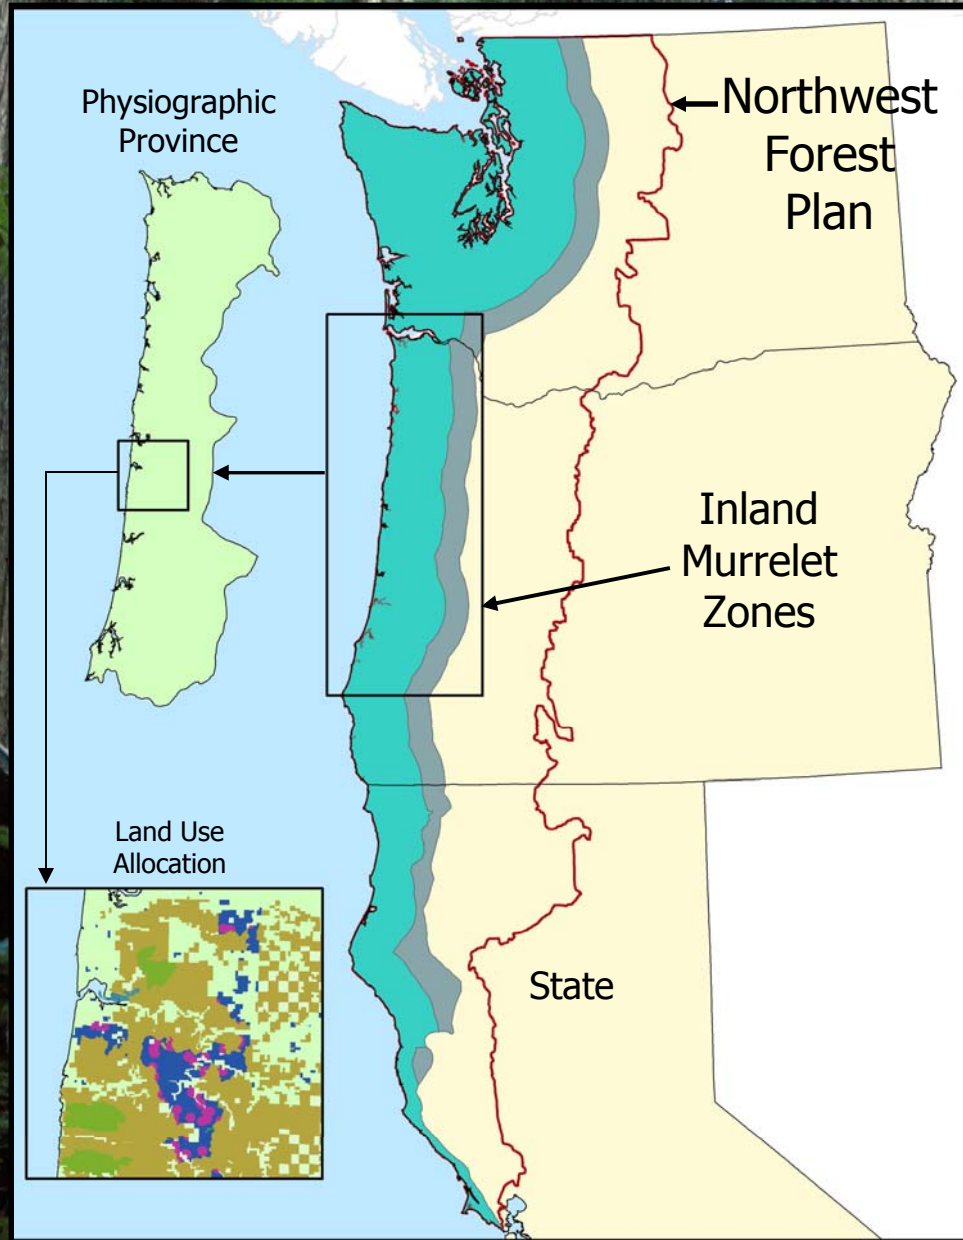 Physiographic
Province
Northwest
Forest
Plan
Inland
Murrelet
Zones
Land Use
Allocation
State